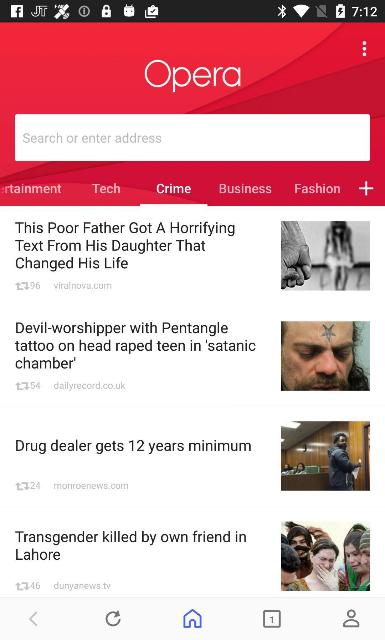 7:12
Opera
Search or enter address
rtainment Tech Crime Business Fashion
This Poor Father Got A Horrifying
Text From His Daughter That
Changed His Life
96 viralnova.com
Devil-worshipper with Pentangle
tattoo on head raped teen in 'satanic
chamber'
54 dailyrecord.co.uk
Drug dealer gets 12 years minimum
24 monroenews.com
Transgender killed by own friend in
Lahore
46 dunyanews.tv
1